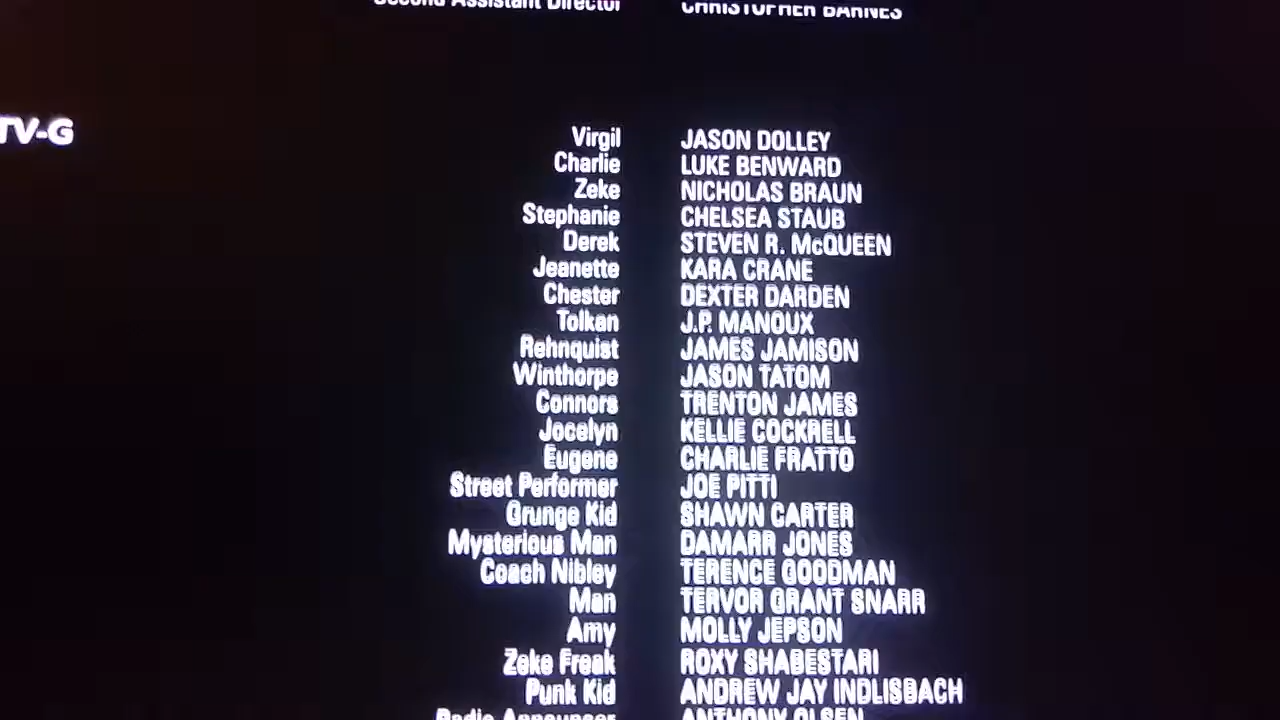 Second Assistant Director CHRISTOPHER BARNES
TV-G
Virgil JASON DOLLEY
Charlie LUKE BENWARD
Zeke NICHOLAS BRAUN
Stephanie CHELSEA STAUB
Derek STEVEN R. McQUEEN
Jeanette KARA CRANE
Chester DEXTER DARDEN
Tolkan J.P. MANOUX
Rehnquist JAMES JAMISON
Winthorpe JASON TATOM
Connors TRENTON JAMES
Jocelyn KELLIE COCKRELL
Eugene CHARLIE FRATTO
Street Performer JOE PITTI
Grunge Kid SHAWN CARTER
Mysterious Man DAMARR JONES
Coach Nibley TERENCE GOODMAN
Man TERVOR GRANT SNARR
Amy MOLLY JEPSON
Zeke Freak ROXY SHABESTARI
Punk Kid ANDREW JAY INDLISBACH
Radio Announcer ANTHONY OLSEN